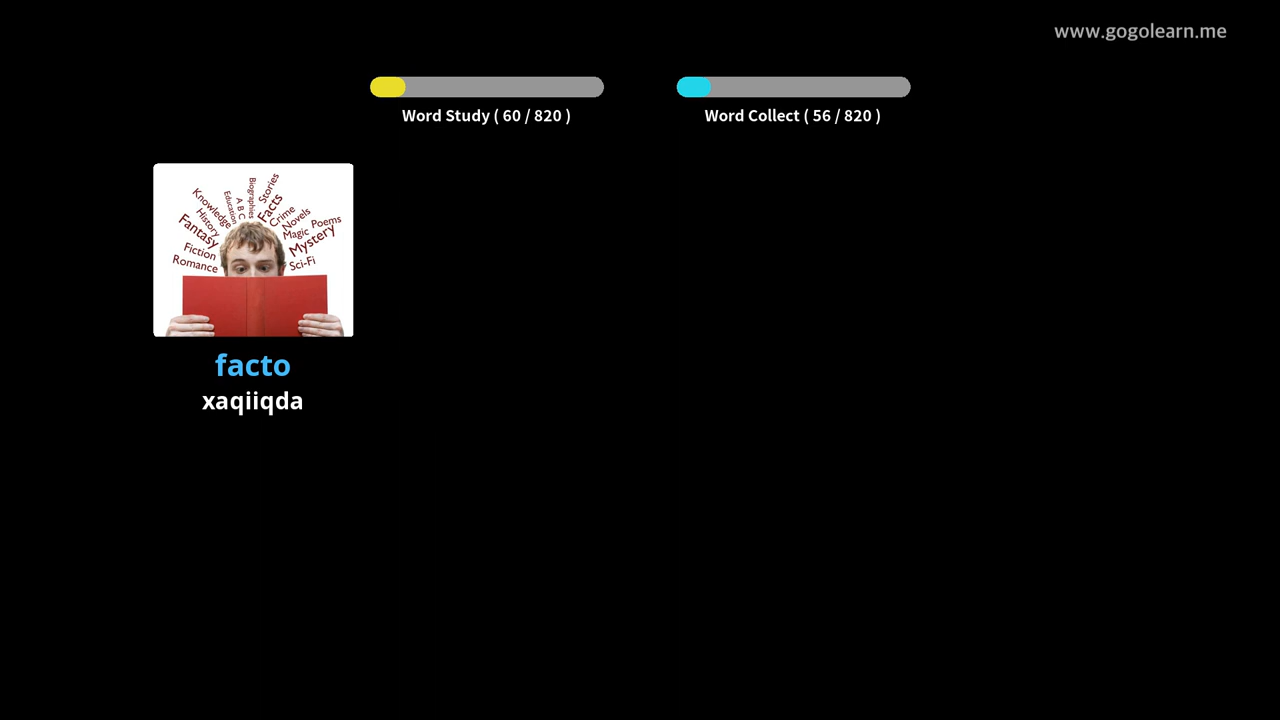 www.gogolearn.me
Word Study ( 60 / 820 )
Word Collect ( 56 / 820 )
Knowledge
History
Fantasy
Fiction
Romance
Education
A B C
Biographies
Stories
Facts
Crime
Novels
Magic
Poems
Mystery
Sci-Fi
facto
xaqiiqda